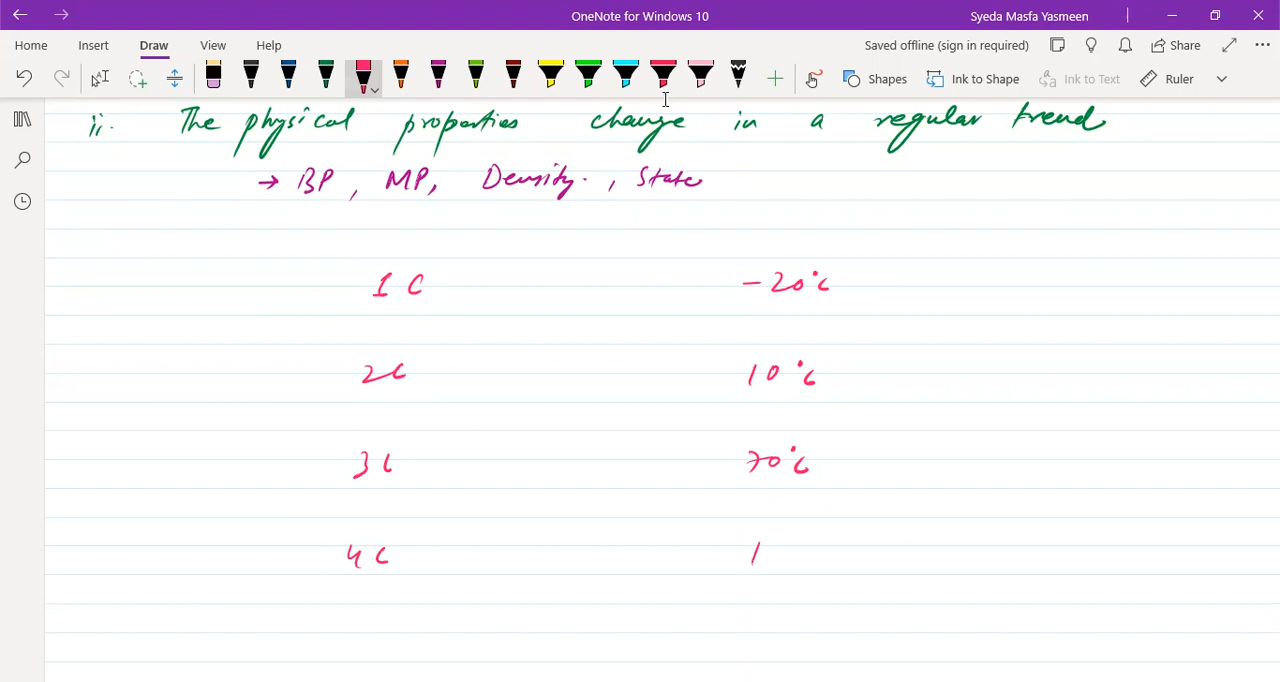 OneNote for Windows 10
Syeda Masfa Yasmeen
Home Insert Draw View Help
Saved offline (sign in required)
Share
Shapes
Ink to Shape
Ink to Text
Ruler
ii. The physical properties change in a regular trend
→ BP, MP, Density., State
1 C -20°C
2C 10°C
3C 70°C
4C 1